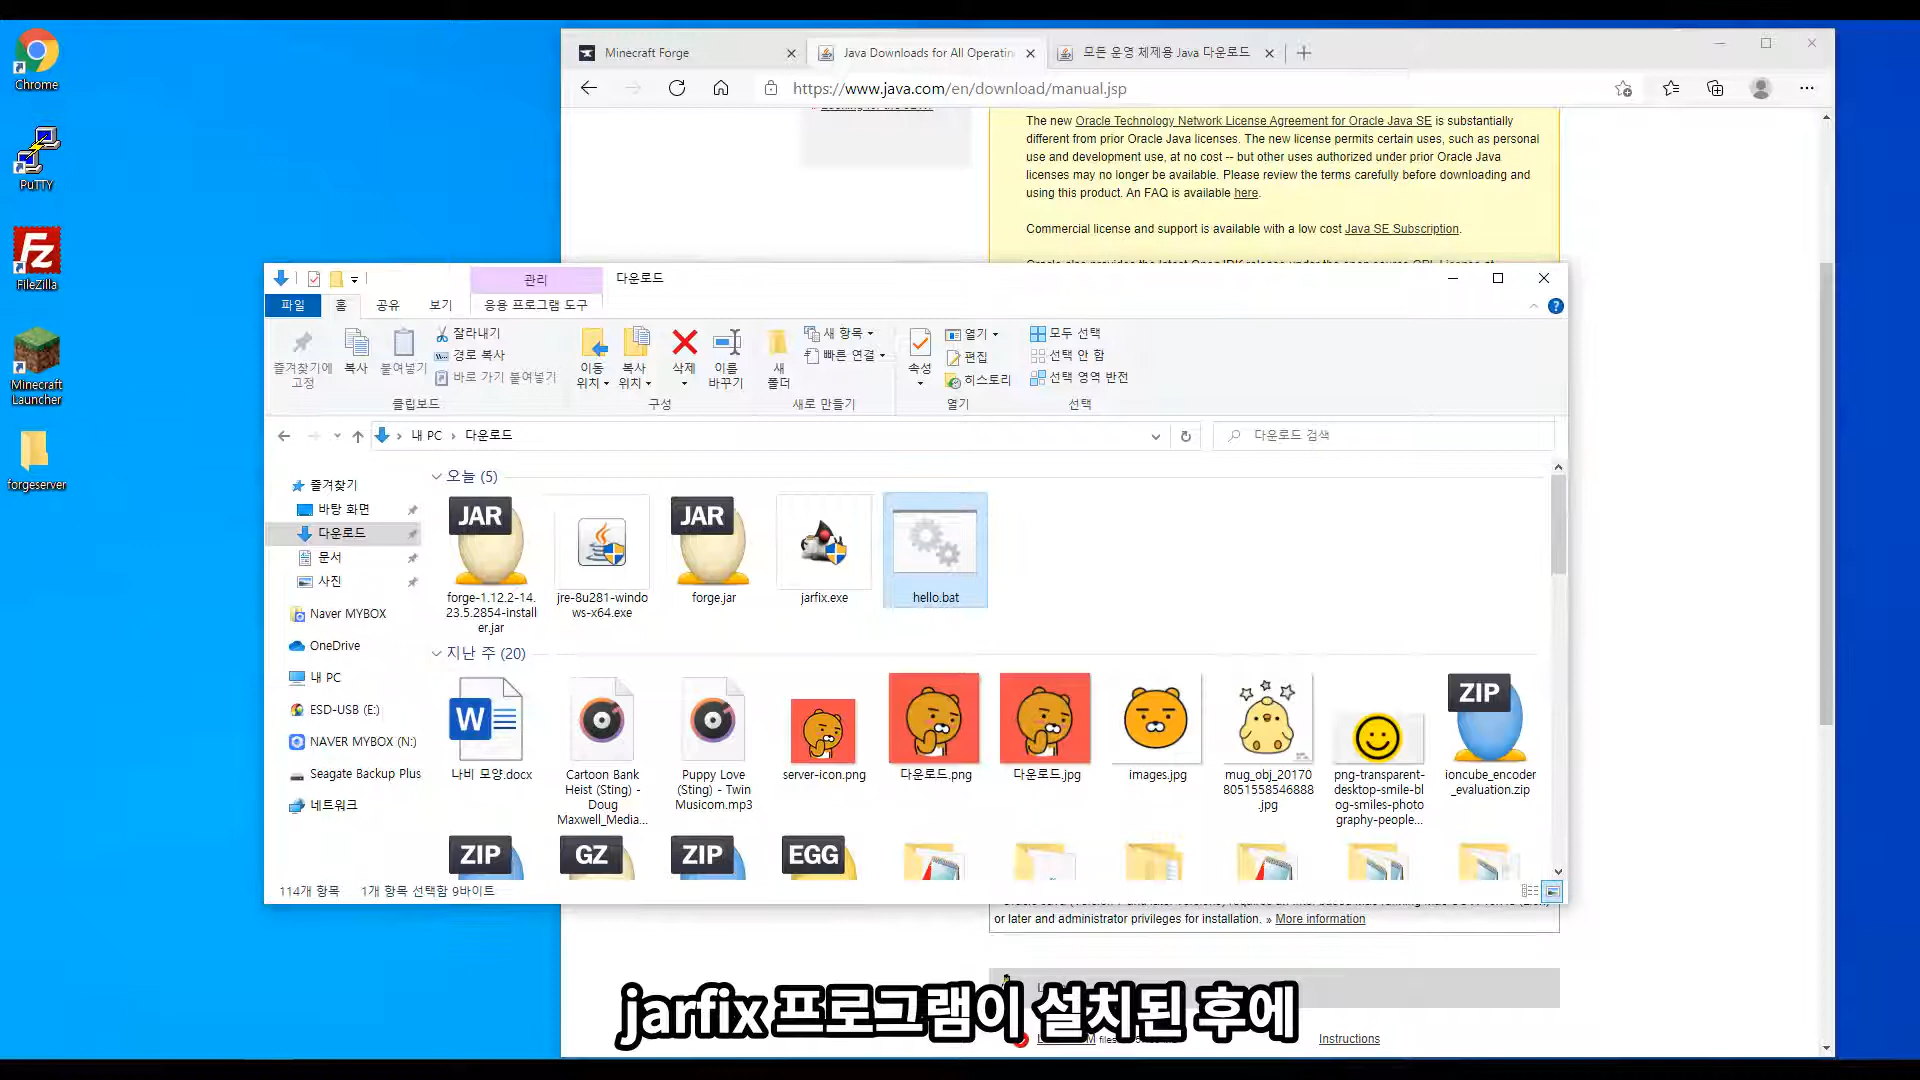 Chrome
PuTTY
FileZilla
Minecraft
Launcher
forgeserver
Minecraft Forge
Java Downloads for All Operatin
모든 운영 체제용 Java 다운로드
https://www.java.com/en/download/manual.jsp
The new Oracle Technology Network License Agreement for Oracle Java SE is substantially
different from prior Oracle Java licenses. The new license permits certain uses, such as personal
use and development use, at no cost -- but other uses authorized under prior Oracle Java
licenses may no longer be available. Please review the terms carefully before downloading and
using this product. An FAQ is available here.
Commercial license and support is available with a low cost Java SE Subscription.
관리
다운로드
파일
홈
공유
보기
응용 프로그램 도구
즐겨찾기에
고정
복사
붙여넣기
잘라내기
경로 복사
바로 가기 붙여넣기
클립보드
이동
위치
복사
위치
삭제
이름
바꾸기
구성
새
폴더
새 항목
빠른 연결
새로 만들기
속성
열기
편집
히스토리
열기
모두 선택
선택 안 함
선택 영역 반전
선택
내 PC
다운로드
다운로드 검색
즐겨찾기
바탕 화면
다운로드
문서
사진
Naver MYBOX
OneDrive
내 PC
ESD-USB (E:)
NAVER MYBOX (N:)
Seagate Backup Plus
네트워크
오늘 (5)
JAR
forge-1.12.2-14.
23.5.2854-install
er.jar
jre-8u281-windo
ws-x64.exe
JAR
forge.jar
jarfix.exe
hello.bat
지난 주 (20)
W
나비 모양.docx
Cartoon Bank
Heist (Sting) -
Doug
Maxwell_Media...
Puppy Love
(Sting) - Twin
Musicom.mp3
server-icon.png
다운로드.png
다운로드.jpg
images.jpg
mug_obj_20170
8051558546888
.jpg
png-transparent-
desktop-smile-bl
og-smiles-photo
graphy-people...
ZIP
ioncube_encoder
_evaluation.zip
ZIP
GZ
ZIP
EGG
114개 항목
1개 항목 선택함 9바이트
or later and administrator privileges for installation. » More information
jarfix 프로그램이 설치된 후에
Instructions